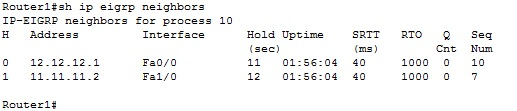 Router1#sh ip eigrp neighbors
IP-EIGRP neighbors for process 10
H   Address         Interface       Hold Uptime   SRTT   RTO  Q  Seq
                                    (sec)         (ms)       Cnt Num
0   12.12.12.1      Fa0/0           11   01:56:04 40     1000 0  10
1   11.11.11.2      Fa1/0           12   01:56:04 40     1000 0  7
Router1#